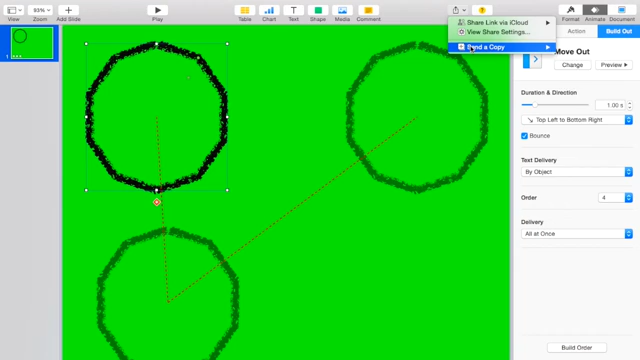 93%
View
Zoom
Add Slide
Play
Table
Chart
Text
Shape
Media
Comment
Format
Animate
Document
Share Link via iCloud
View Share Settings...
Send a Copy
Action
Build Out
Move Out
Change
Preview
Duration & Direction
1.00 s
Top Left to Bottom Right
Bounce
Text Delivery
By Object
Order
4
Delivery
All at Once
Build Order
1